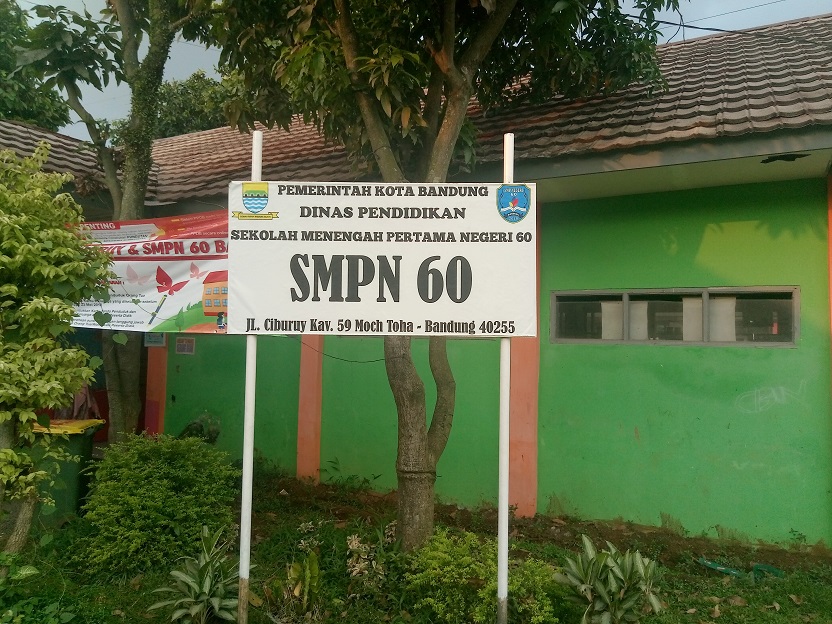 PEMERINTAH KOTA BANDUNG
DINAS PENDIDIKAN
SEKOLAH MENENGAH PERTAMA NEGERI 60
SMPN 60
JL. Ciburuy Kav. 59 Moch Toha - Bandung 40255
& SMPN 60 BA